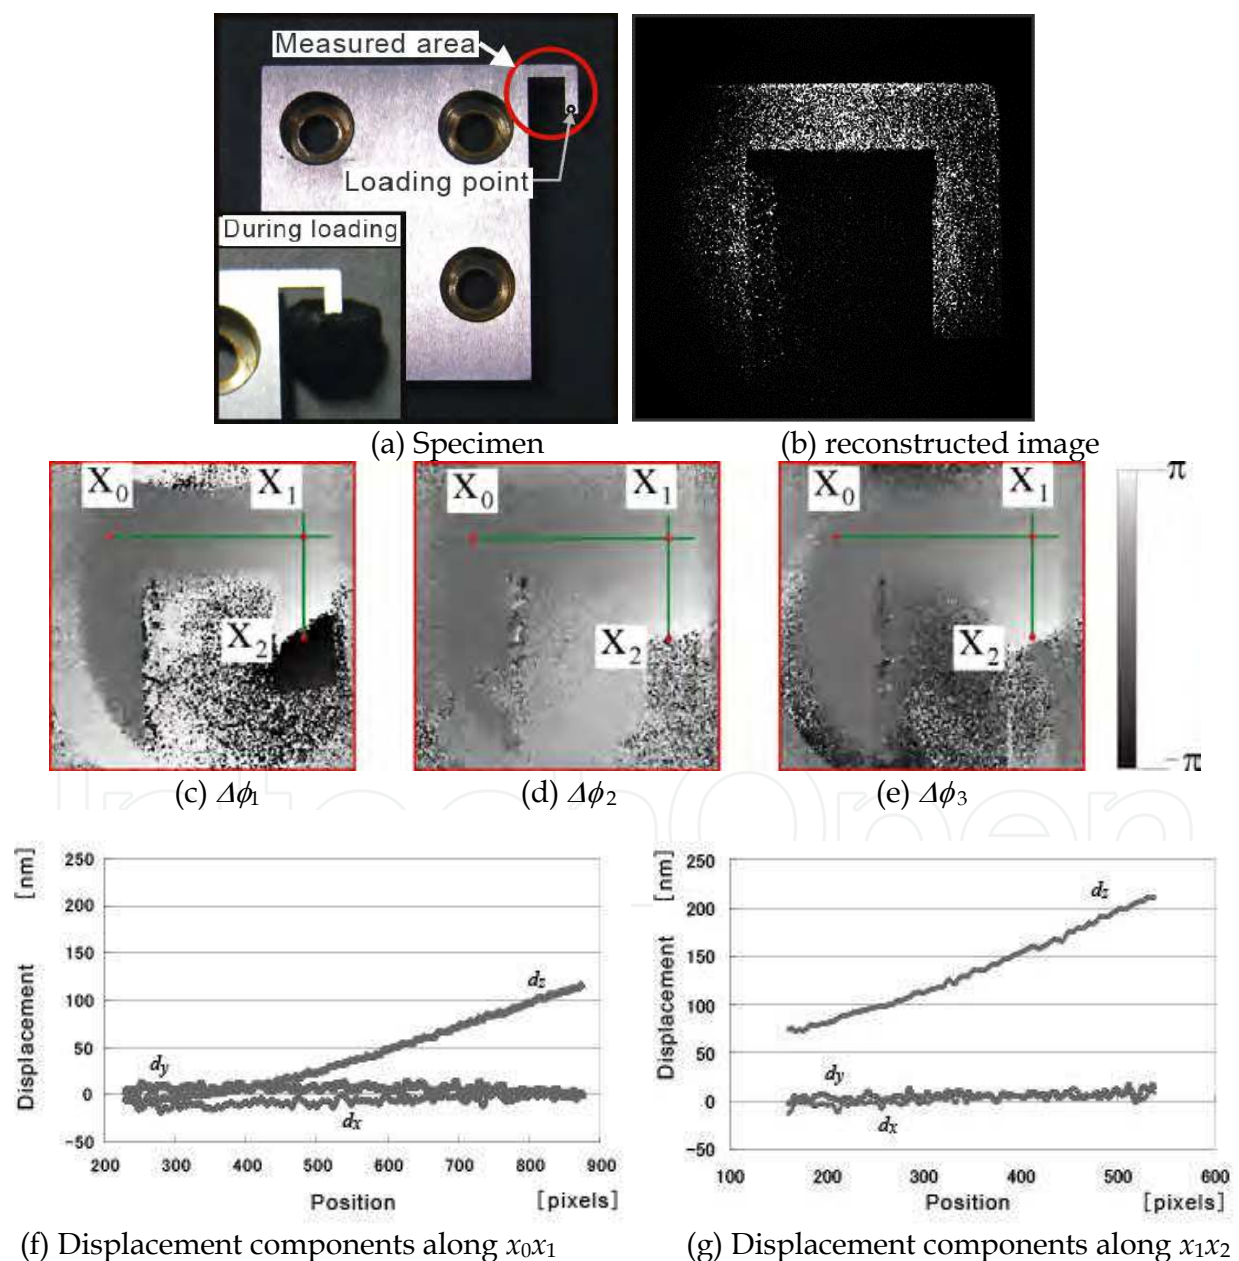 Measured area
Loading point
During loading
(a) Specimen
(b) reconstructed image
X0 X1
X2
X0 X1
X2
X0 X1
X2
π
-π
(c) Δϕ1
(d) Δϕ2
(e) Δϕ3
InteanOpen
[nm]
Displacement
250
200
150
100
50
0
-50
dz
dy
dx
200 300 400 500 600 700 800 900
Position [pixels]
(f) Displacement components along x0x1
[nm]
Displacement
250
200
150
100
50
0
-50
dz
dy
dx
100 200 300 400 500 600
Position [pixels]
(g) Displacement components along x1x2